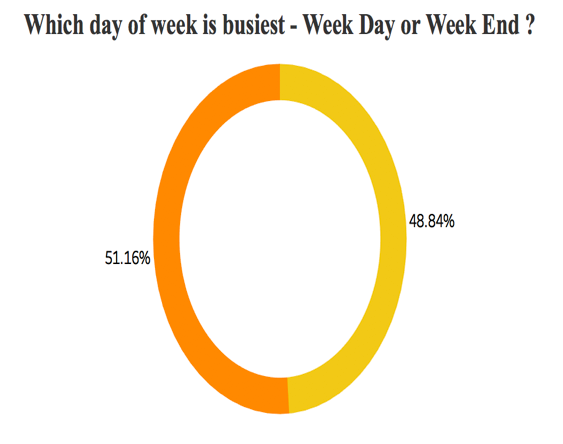 Which day of week is busiest - Week Day or Week End ?
48.84%
51.16%